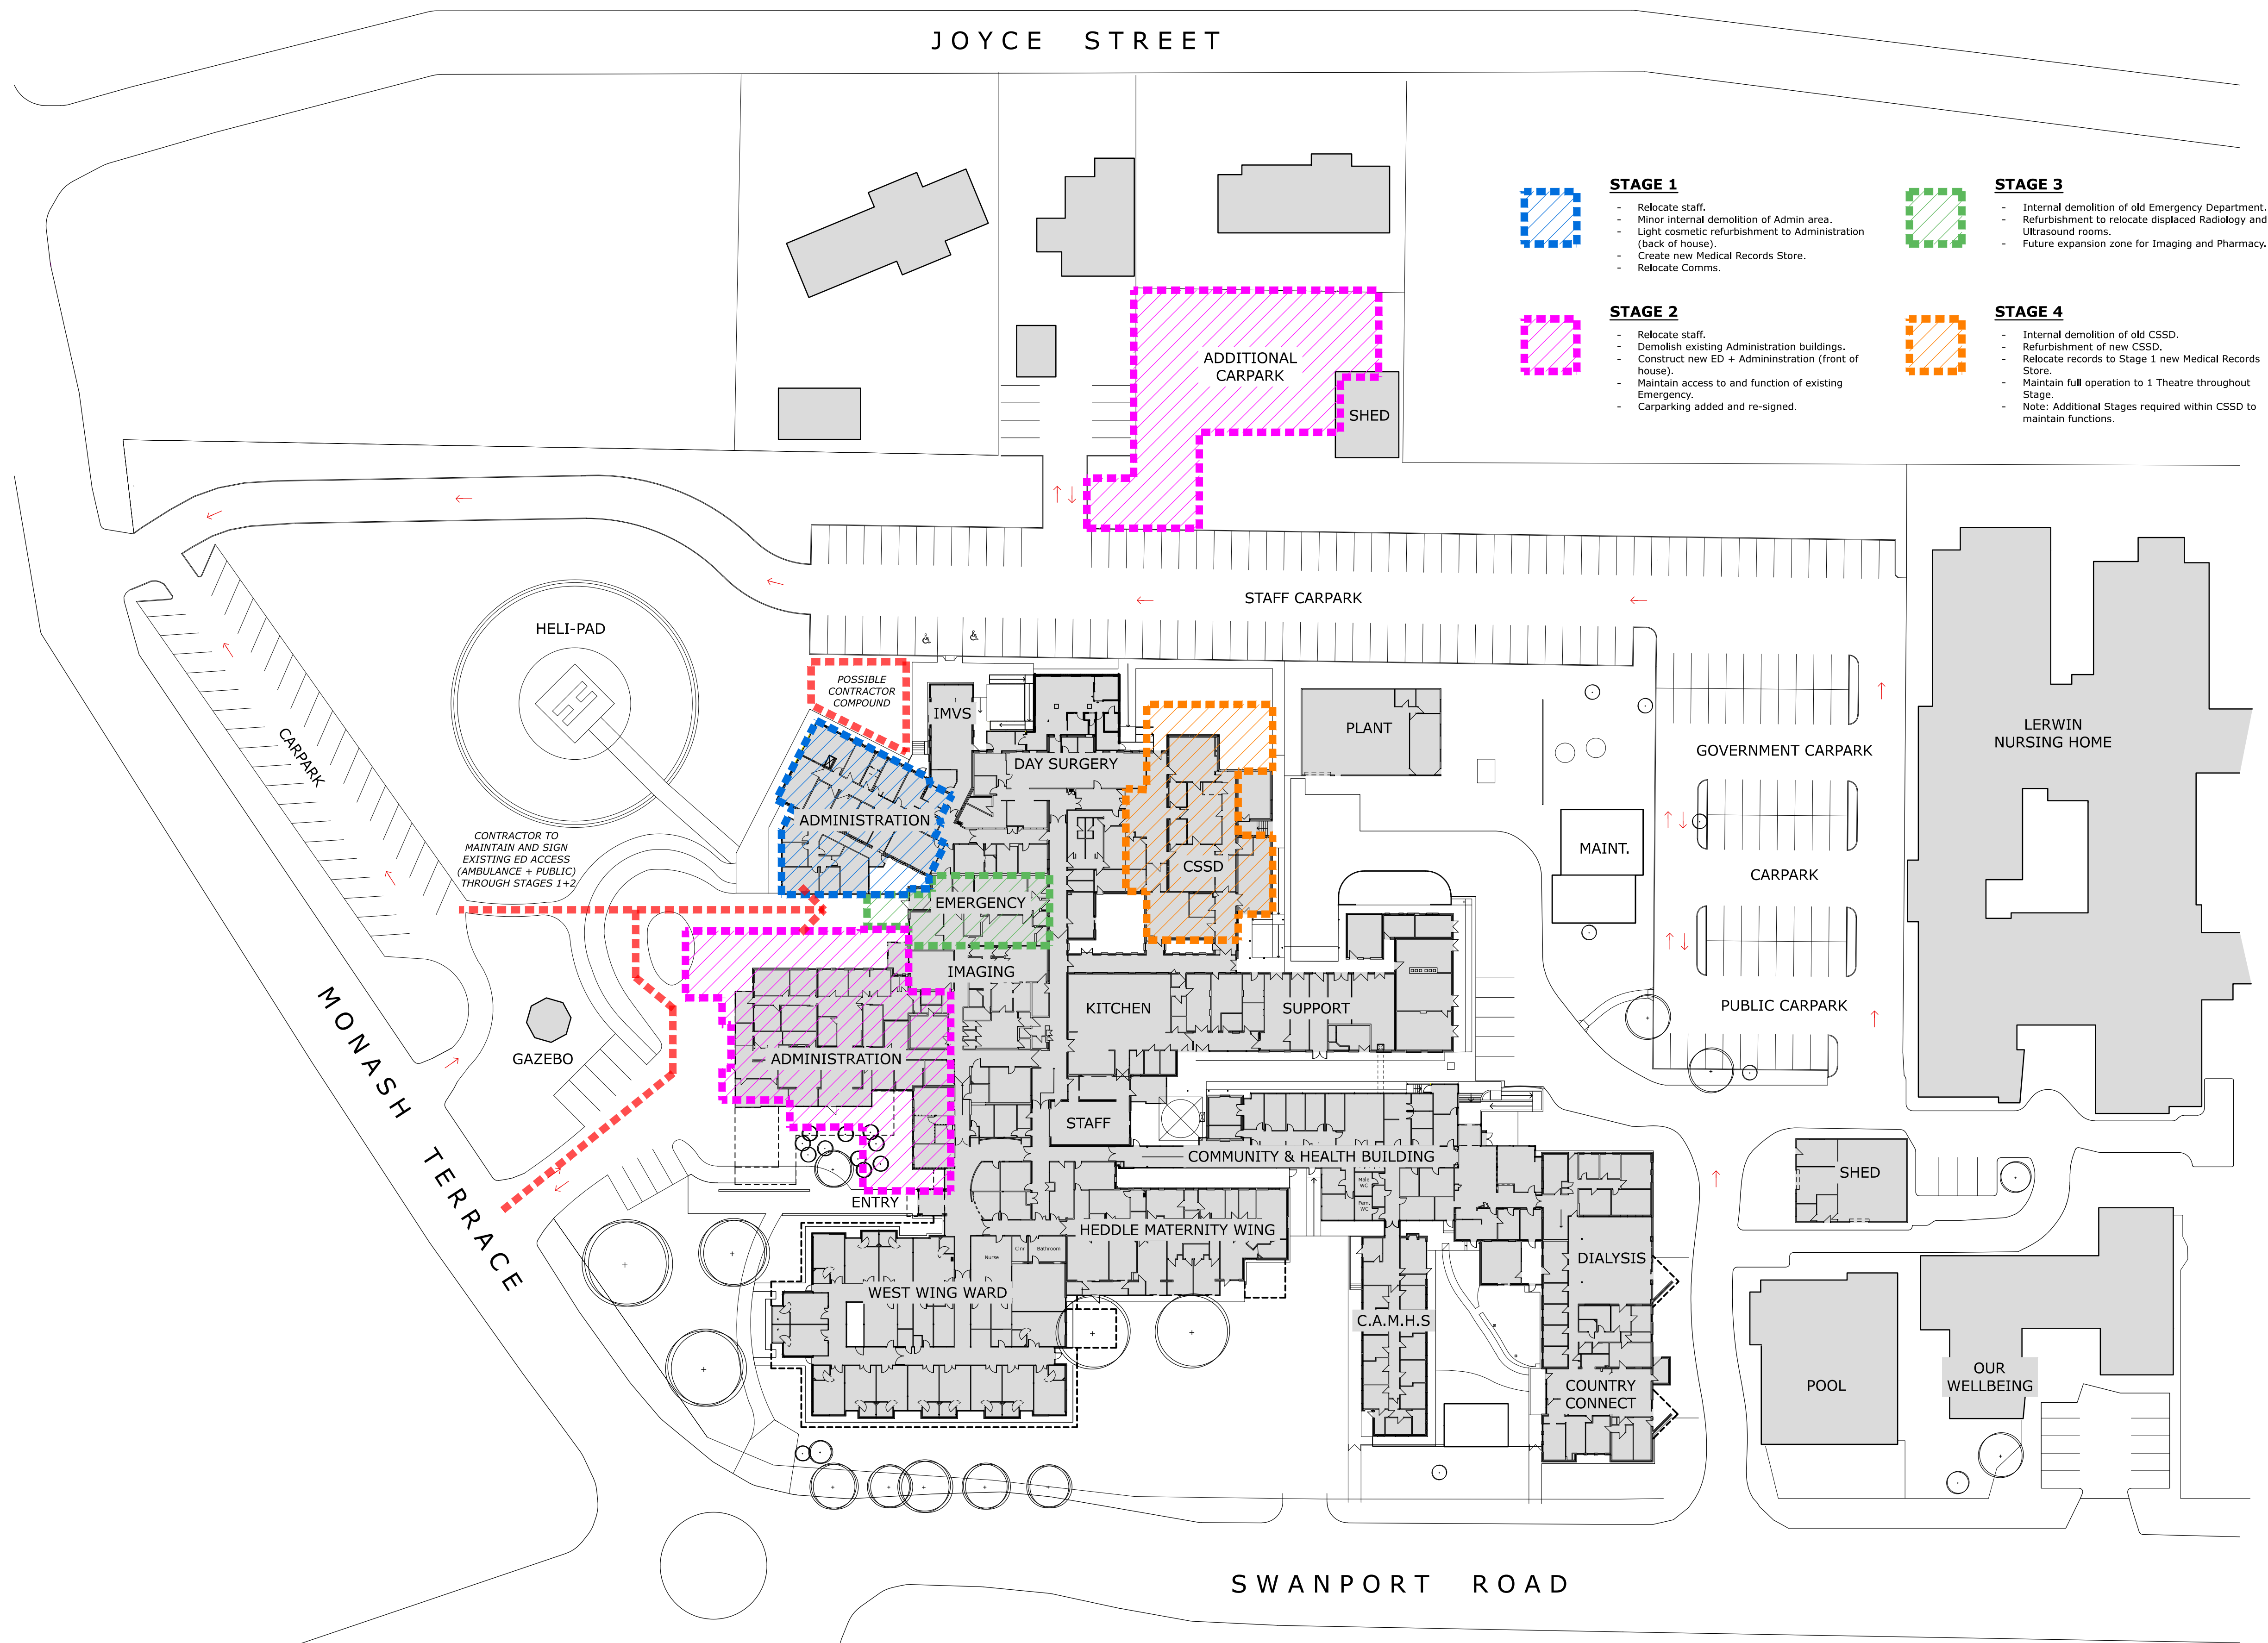 JOYCE STREET
STAGE 1
- Relocate staff.
- Minor internal demolition of Admin area.
- Light cosmetic refurbishment to Administration
(back of house).
- Create new Medical Records Store.
- Relocate Comms.
STAGE 3
- Internal demolition of old Emergency Department.
- Refurbishment to relocate displaced Radiology and
Ultrasound rooms.
- Future expansion zone for Imaging and Pharmacy.
STAGE 2
- Relocate staff.
- Demolish existing Administration buildings.
- Construct new ED + Admininstration (front of
house).
- Maintain access to and function of existing
Emergency.
- Carparking added and re-signed.
STAGE 4
- Internal demolition of old CSSD.
- Refurbishment of new CSSD.
- Relocate records to Stage 1 new Medical Records
Store.
- Maintain full operation to 1 Theatre throughout
Stage.
- Note: Additional Stages required within CSSD to
maintain functions.
ADDITIONAL
CARPARK
SHED
STAFF CARPARK
HELI-PAD
H
POSSIBLE
CONTRACTOR
COMPOUND
IMVS
DAY SURGERY
PLANT
LERWIN
NURSING HOME
GOVERNMENT CARPARK
CARPARK
ADMINISTRATION
CONTRACTOR TO
MAINTAIN AND SIGN
EXISTING ED ACCESS
(AMBULANCE + PUBLIC)
THROUGH STAGES 1+2
MAINT.
CSSD
CARPARK
EMERGENCY
IMAGING
KITCHEN
SUPPORT
PUBLIC CARPARK
GAZEBO
ADMINISTRATION
MONASH TERRACE
STAFF
COMMUNITY & HEALTH BUILDING
SHED
Male
WC
Fem.
WC
ENTRY
HEDDLE MATERNITY WING
Nurse
Clnr
Bathroom
DIALYSIS
WEST WING WARD
C.A.M.H.S
COUNTRY
CONNECT
POOL
OUR
WELLBEING
SWANPORT ROAD